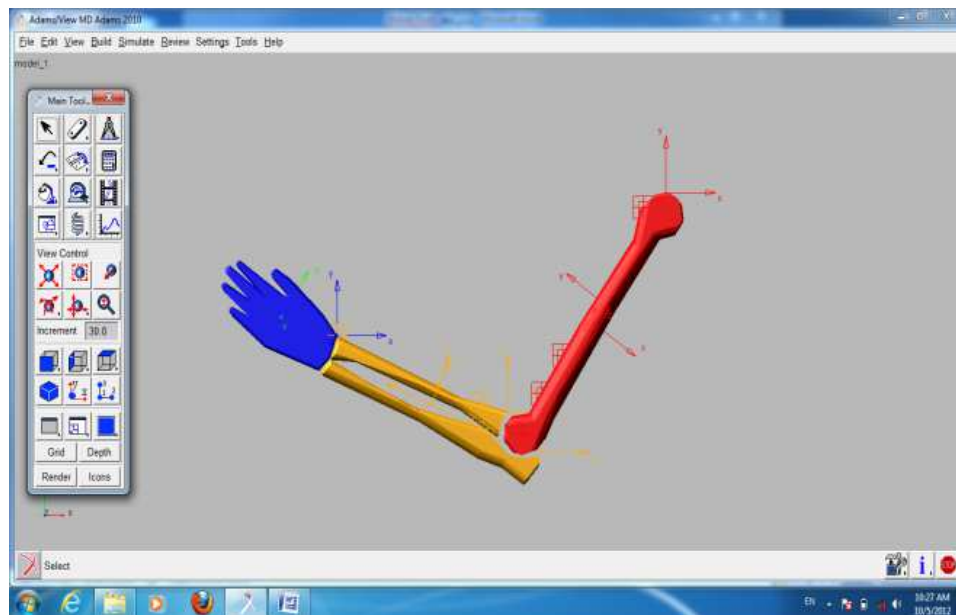 Adams/View MD Adams 2010
File Edit View Build Simulate Review Settings Tools Help
model_1
Main Tool..
View Control
Increment 30.0
Grid Depth
Render Icons
Select
EN
10:27 AM
10/5/2012